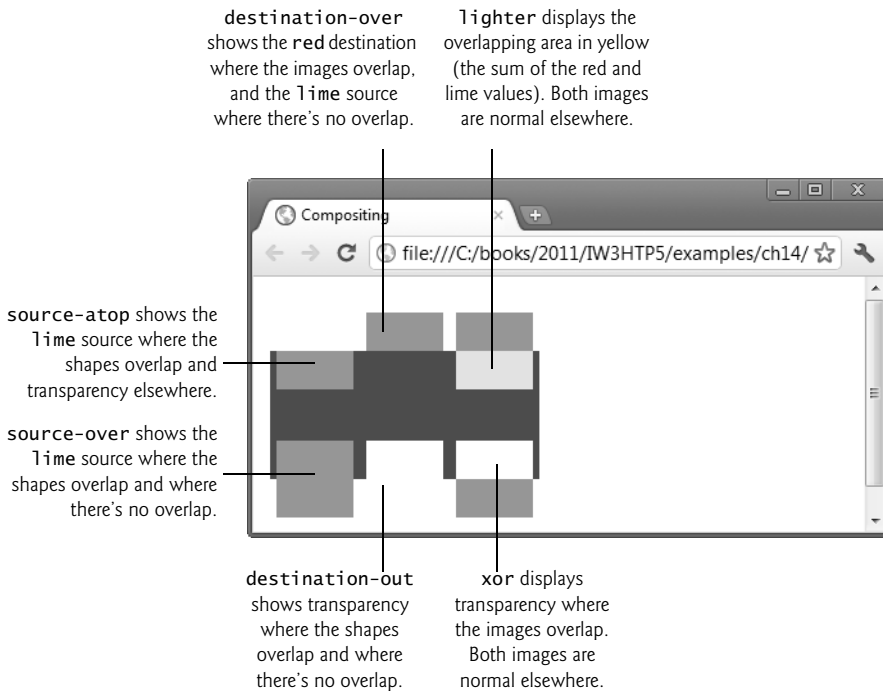 destination-over
shows the red destination
where the images overlap,
and the lime source
where there's no overlap.
lighter displays the
overlapping area in yellow
(the sum of the red and
lime values). Both images
are normal elsewhere.
Compositing
file:///C:/books/2011/IW3HTP5/examples/ch14/
source-atop shows the
lime source where the
shapes overlap and
transparency elsewhere.
source-over shows the
lime source where the
shapes overlap and where
there's no overlap.
destination-out
shows transparency
where the shapes
overlap and where
there's no overlap.
xor displays
transparency where
the images overlap.
Both images are
normal elsewhere.